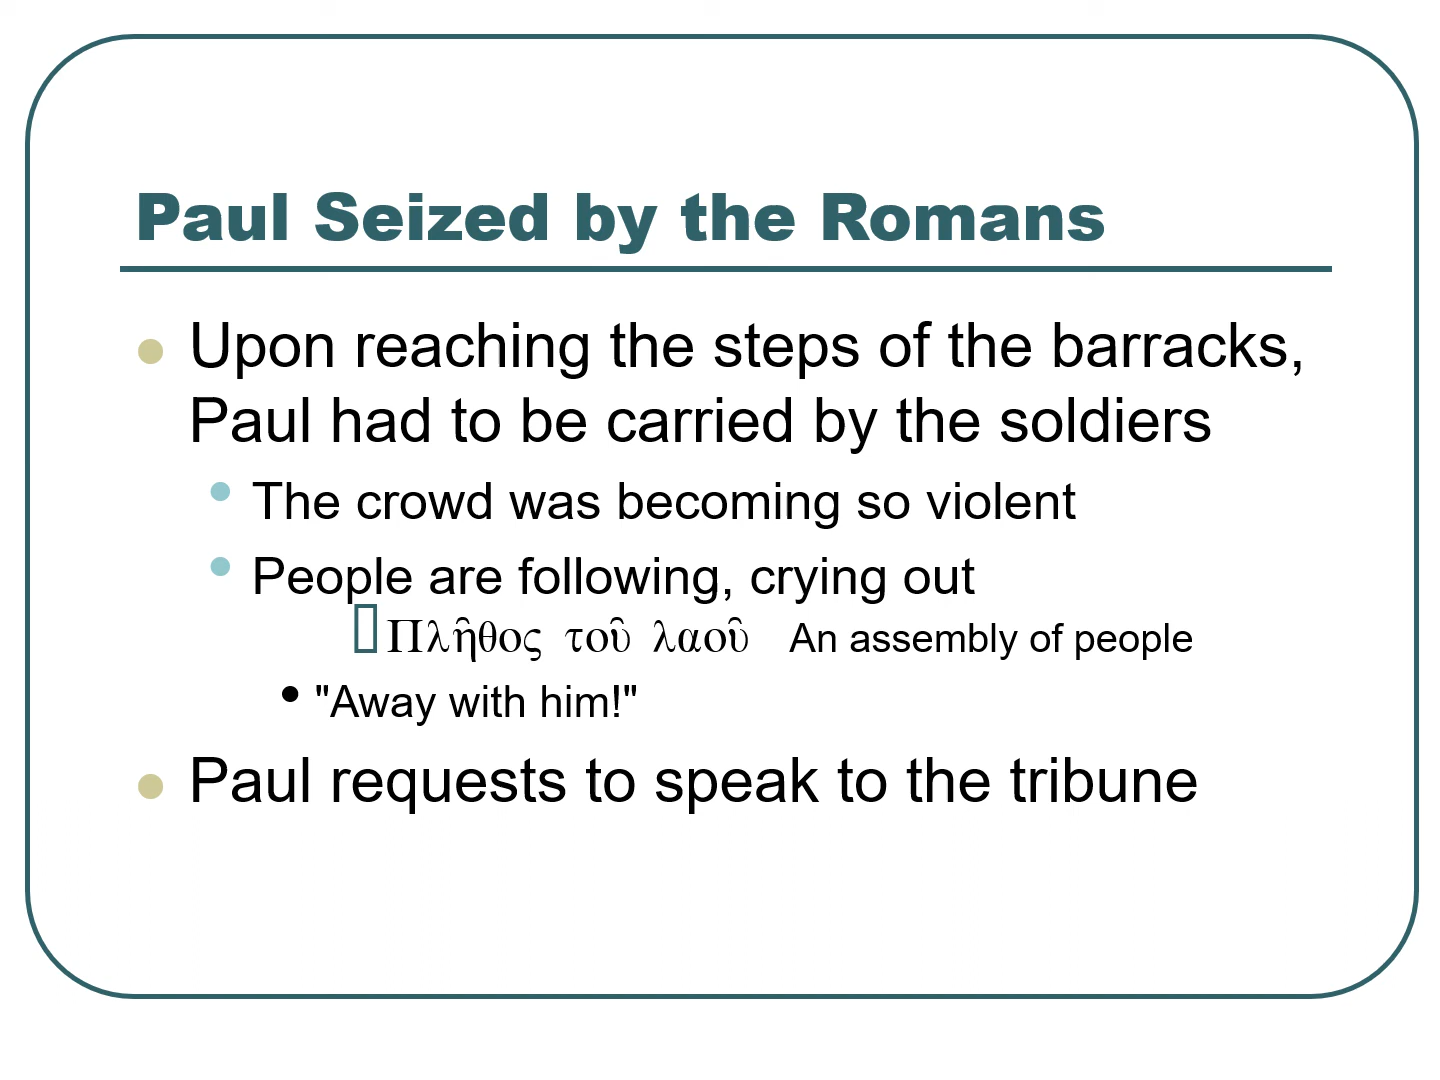 Paul Seized by the Romans
Upon reaching the steps of the barracks,
Paul had to be carried by the soldiers
The crowd was becoming so violent
People are following, crying out
Πλῆθος τοῦ λαοῦ An assembly of people
"Away with him!"
Paul requests to speak to the tribune